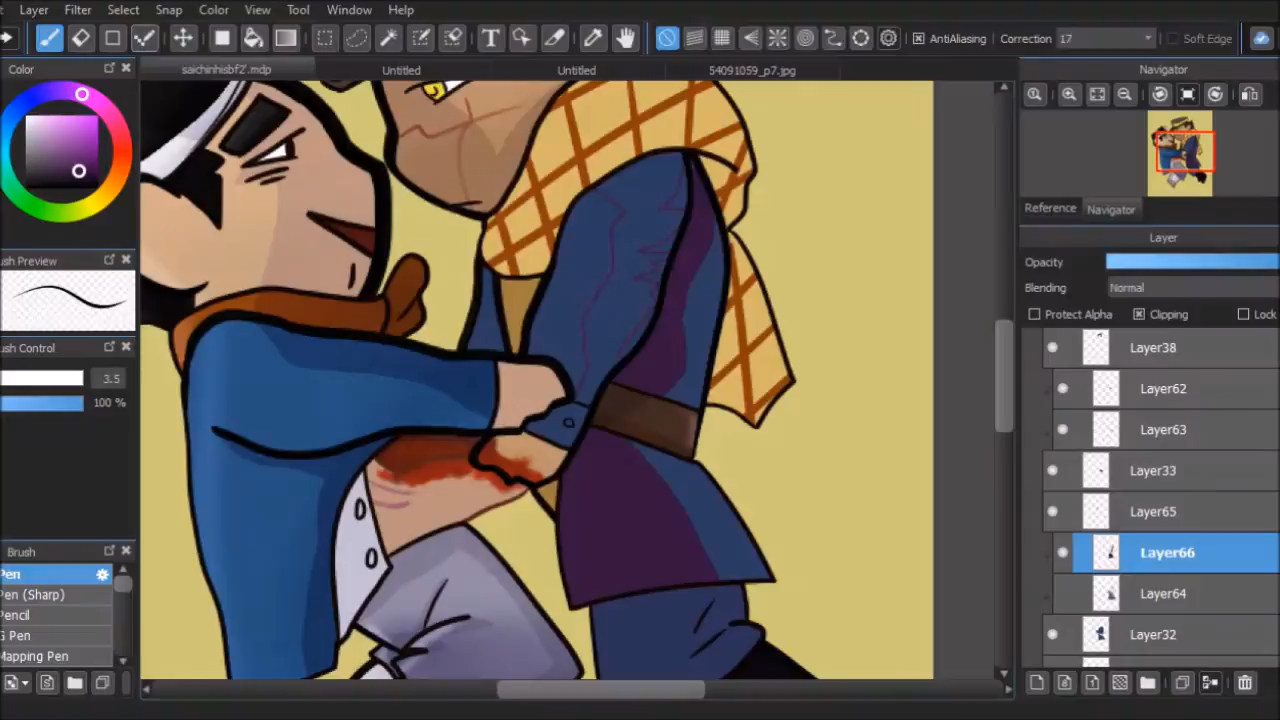 Layer Filter Select Snap Color View Tool Window Help
AntiAliasing Correction 17 Soft Edge
Color
saichinhisbf2'.mdp Untitled Untitled 54091059_p7.jpg
Navigator
Reference Navigator
Layer
ush Preview
Opacity
Blending Normal
Protect Alpha Clipping Lock
ush Control
3.5
100 %
Layer38
Layer62
Layer63
Layer33
Layer65
Layer66
Layer64
Layer32
Brush
Pen
Pen (Sharp)
Pencil
G Pen
Mapping Pen